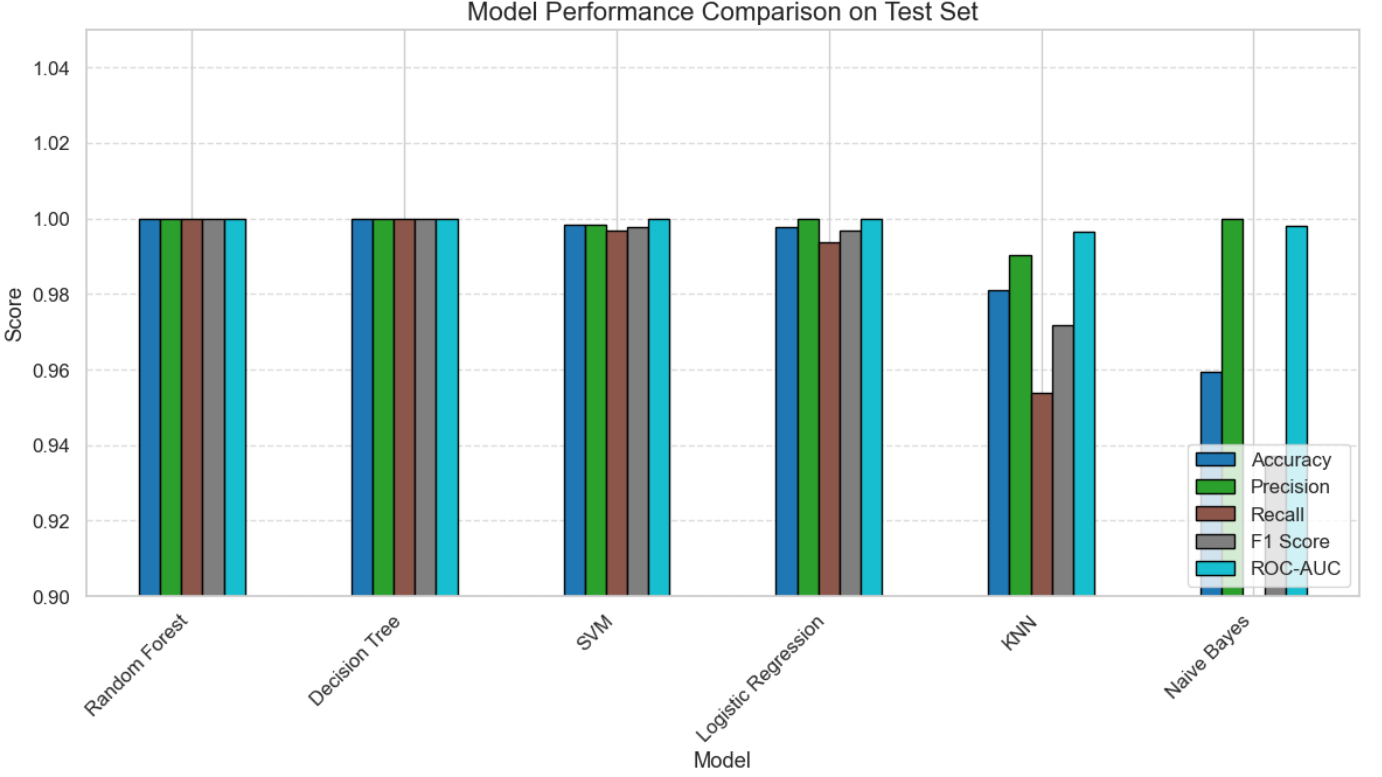 Model Performance Comparison on Test Set
1.04
1.02
1.00
0.98
0.96
0.94
0.92
0.90
Score
Accuracy
Precision
Recall
F1 Score
ROC-AUC
Random Forest
Decision Tree
SVM
Logistic Regression
KNN
Naive Bayes
Model